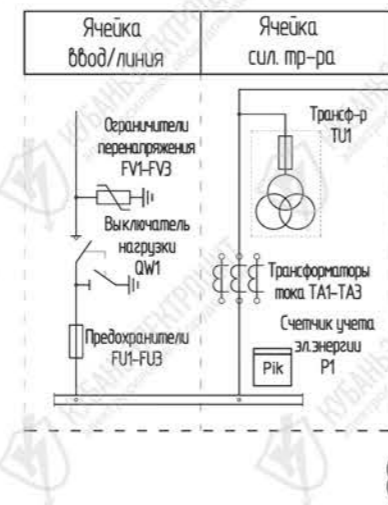 Ячейка
ввод/линия
Ячейка
сил. тр-ра
Ограничители
перенапряжения
FV1-FV3
Выключатель
нагрузки
QW1
Предохранители
FU1-FU3
Трансф-р
TU1
Трансформаторы
тока ТА1-ТА3
Счетчик учета
эл.энергии
Р1
Pik
КУБАНЬЭЛЕКТРОЩИТ